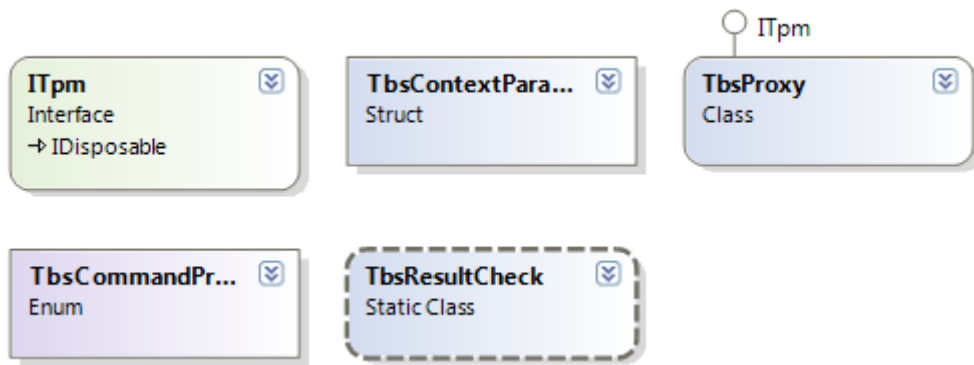 ITpm
ITpm
Interface
IDisposable
TbsContextPara...
Struct
TbsProxy
Class
TbsCommandPr...
Enum
TbsResultCheck
Static Class